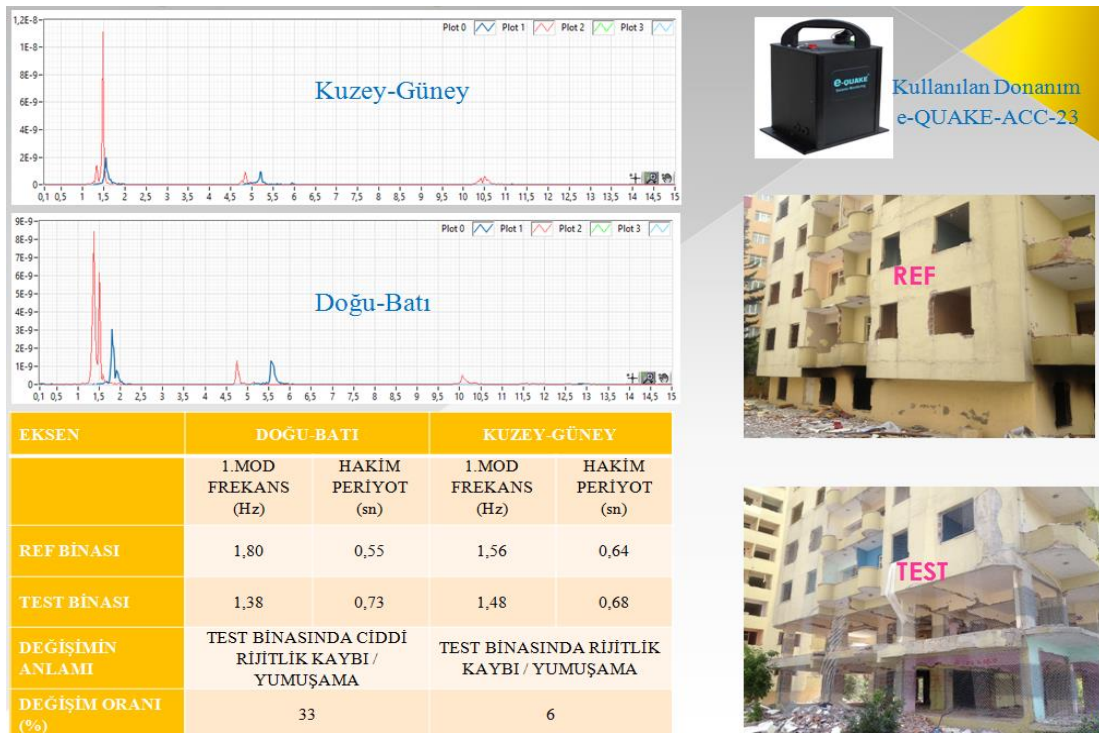 1,2E-8
1E-8
8E-9
6E-9
4E-9
2E-9
0
Plot 0 Plot 1 Plot 2 Plot 3
Kuzey-Güney
0,1 0,5 1 1,5 2 2,5 3 3,5 4 4,5 5 5,5 6 6,5 7 7,5 8 8,5 9 9,5 10 10,5 11 11,5 12 12,5 13 13,5 14 14,5 15
9E-9
8E-9
7E-9
6E-9
5E-9
4E-9
3E-9
2E-9
1E-9
0
Plot 0 Plot 1 Plot 2 Plot 3
Doğu-Batı
0,1 0,5 1 1,5 2 2,5 3 3,5 4 4,5 5 5,5 6 6,5 7 7,5 8 8,5 9 9,5 10 10,5 11 11,5 12 12,5 13 13,5 14 14,5 15
EKSEN DOĞU-BATI KUZEY-GÜNEY
1.MOD FREKANS (Hz) HAKİM PERİYOT (sn) 1.MOD FREKANS (Hz) HAKİM PERİYOT (sn)
REF BİNASI 1,80 0,55 1,56 0,64
TEST BİNASI 1,38 0,73 1,48 0,68
DEĞİŞİMİN ANLAMI
TEST BİNASINDA CİDDİ RİJİTLİK KAYBI / YUMUŞAMA
TEST BİNASINDA RİJİTLİK KAYBI / YUMUŞAMA
DEĞİŞİM ORANI (%) 33 6
e-QUAKE
Kullanılan Donanım
e-QUAKE-ACC-23
REF
TEST